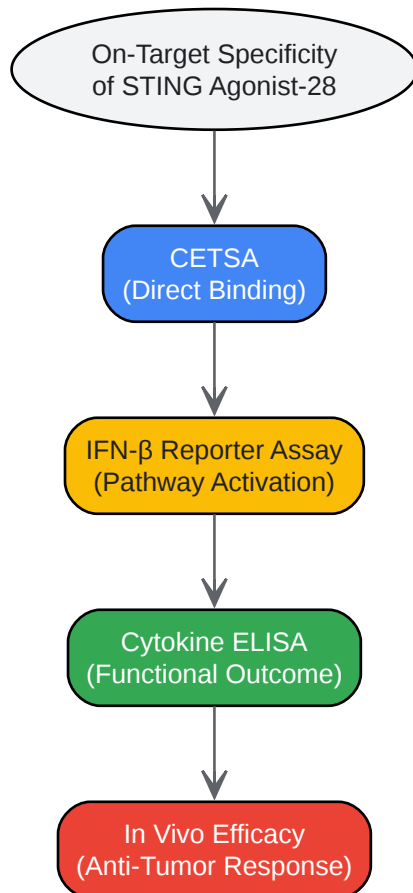 On-Target Specificity
of STING Agonist-28
CETSA
(Direct Binding)
IFN-β Reporter Assay
(Pathway Activation)
Cytokine ELISA
(Functional Outcome)
In Vivo Efficacy
(Anti-Tumor Response)